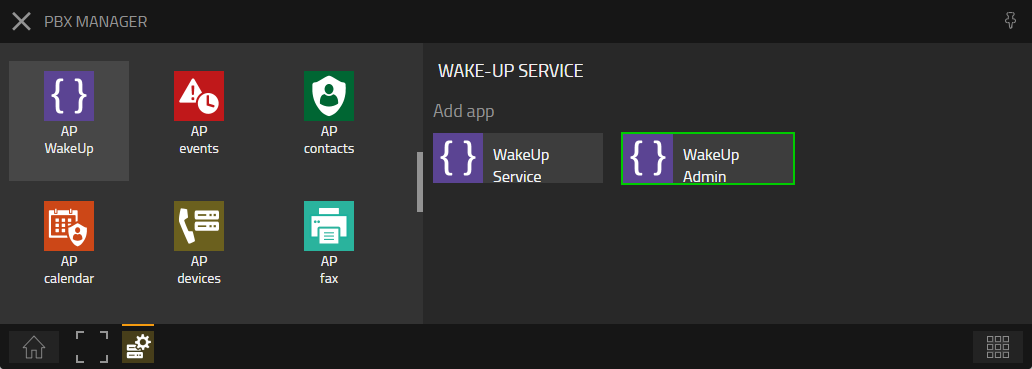 PBX MANAGER
AP
WakeUp
AP
events
AP
contacts
AP
calendar
AP
devices
AP
fax
WAKE-UP SERVICE
Add app
WakeUp
Service
WakeUp
Admin